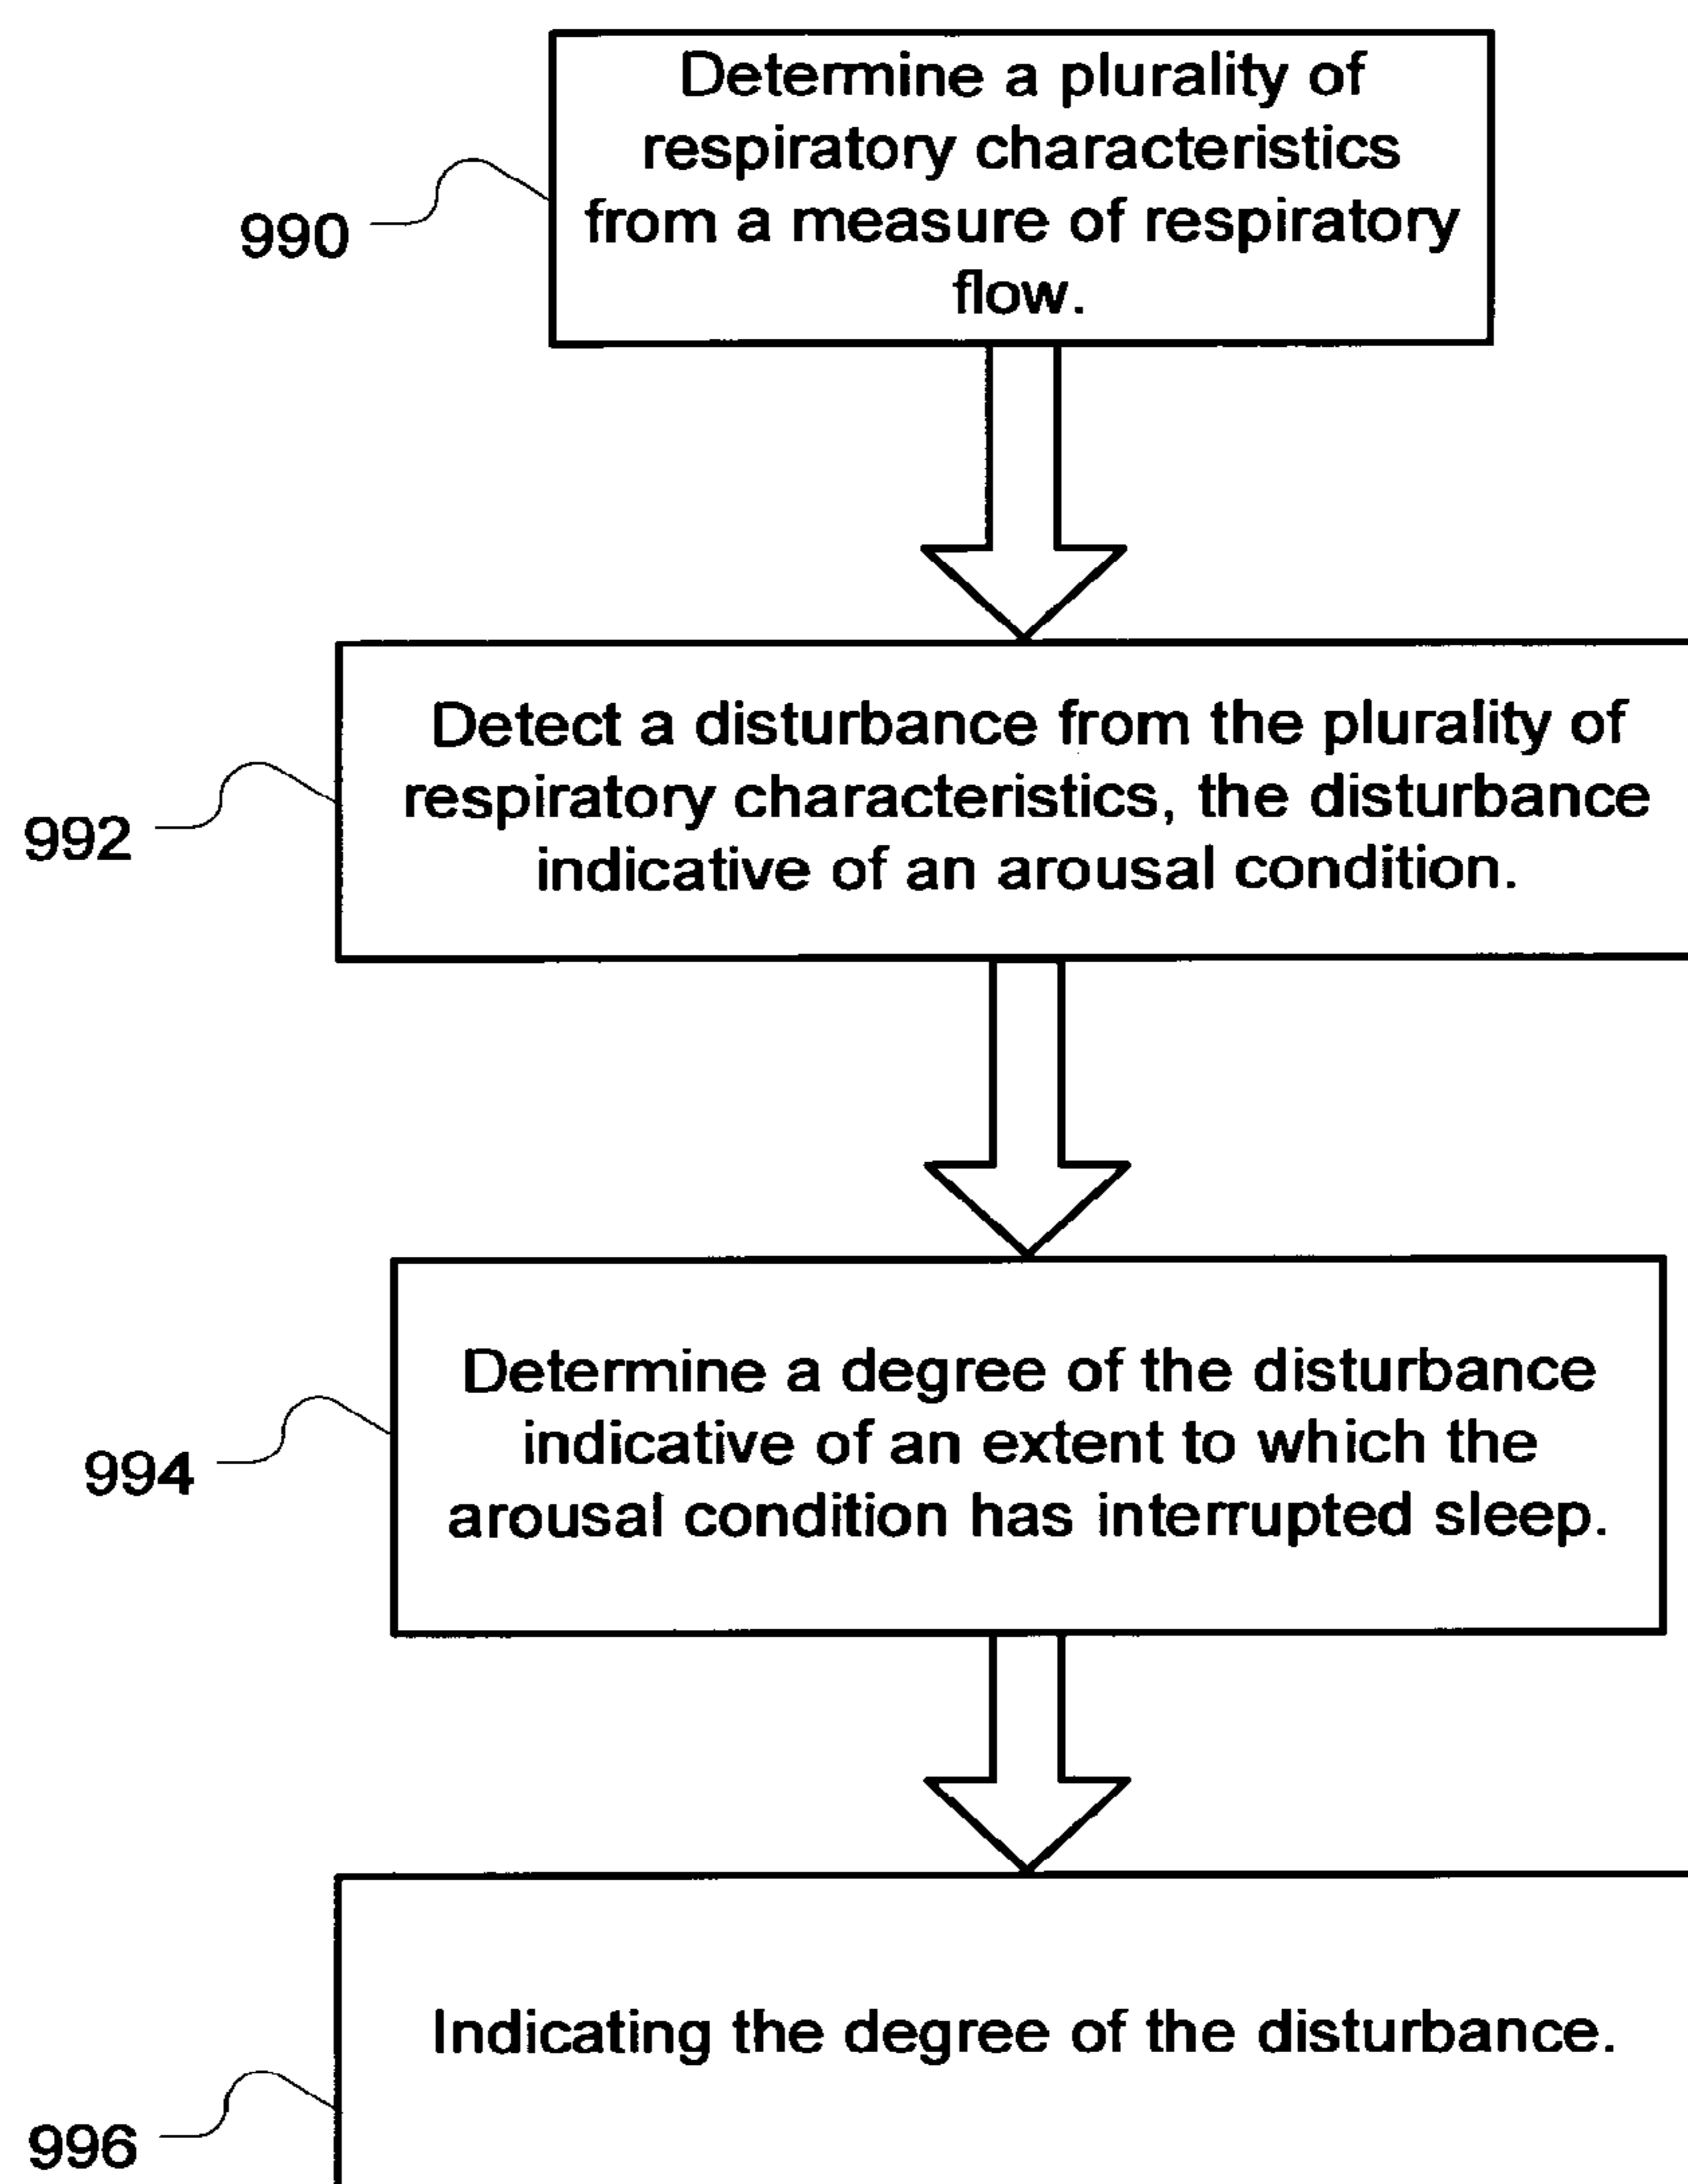 Determine a plurality of
respiratory characteristics
from a measure of respiratory
flow.
990
Detect a disturbance from the plurality of
respiratory characteristics, the disturbance
indicative of an arousal condition.
992
Determine a degree of the disturbance
indicative of an extent to which the
arousal condition has interrupted sleep.
994
Indicating the degree of the disturbance.
996